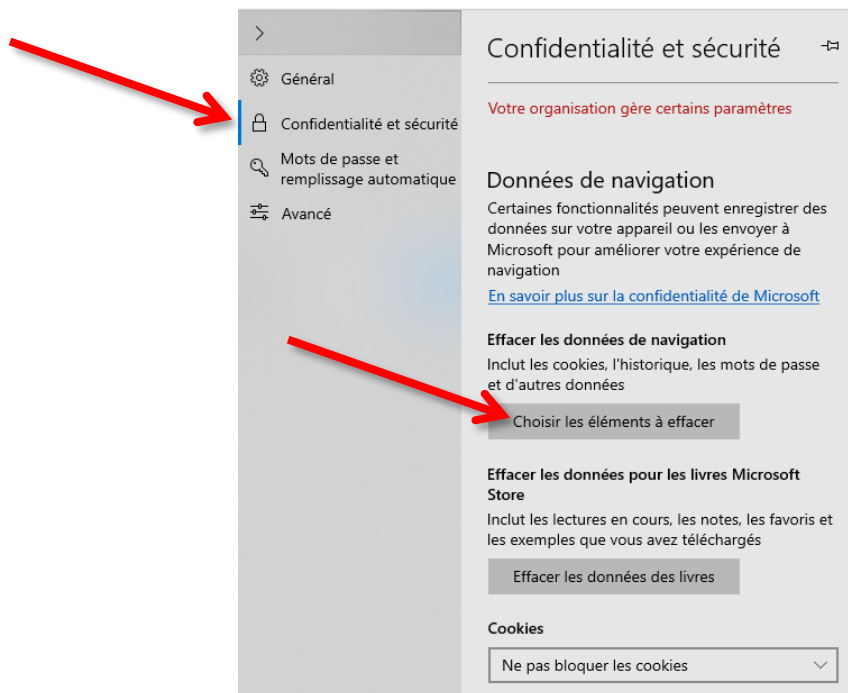 Général
Confidentialité et sécurité
Mots de passe et
remplissage automatique
Avancé
Confidentialité et sécurité
Votre organisation gère certains paramètres
Données de navigation
Certaines fonctionnalités peuvent enregistrer des
données sur votre appareil ou les envoyer à
Microsoft pour améliorer votre expérience de
navigation
En savoir plus sur la confidentialité de Microsoft
Effacer les données de navigation
Inclut les cookies, l'historique, les mots de passe
et d'autres données
Choisir les éléments à effacer
Effacer les données pour les livres Microsoft
Store
Inclut les lectures en cours, les notes, les favoris et
les exemples que vous avez téléchargés
Effacer les données des livres
Cookies
Ne pas bloquer les cookies